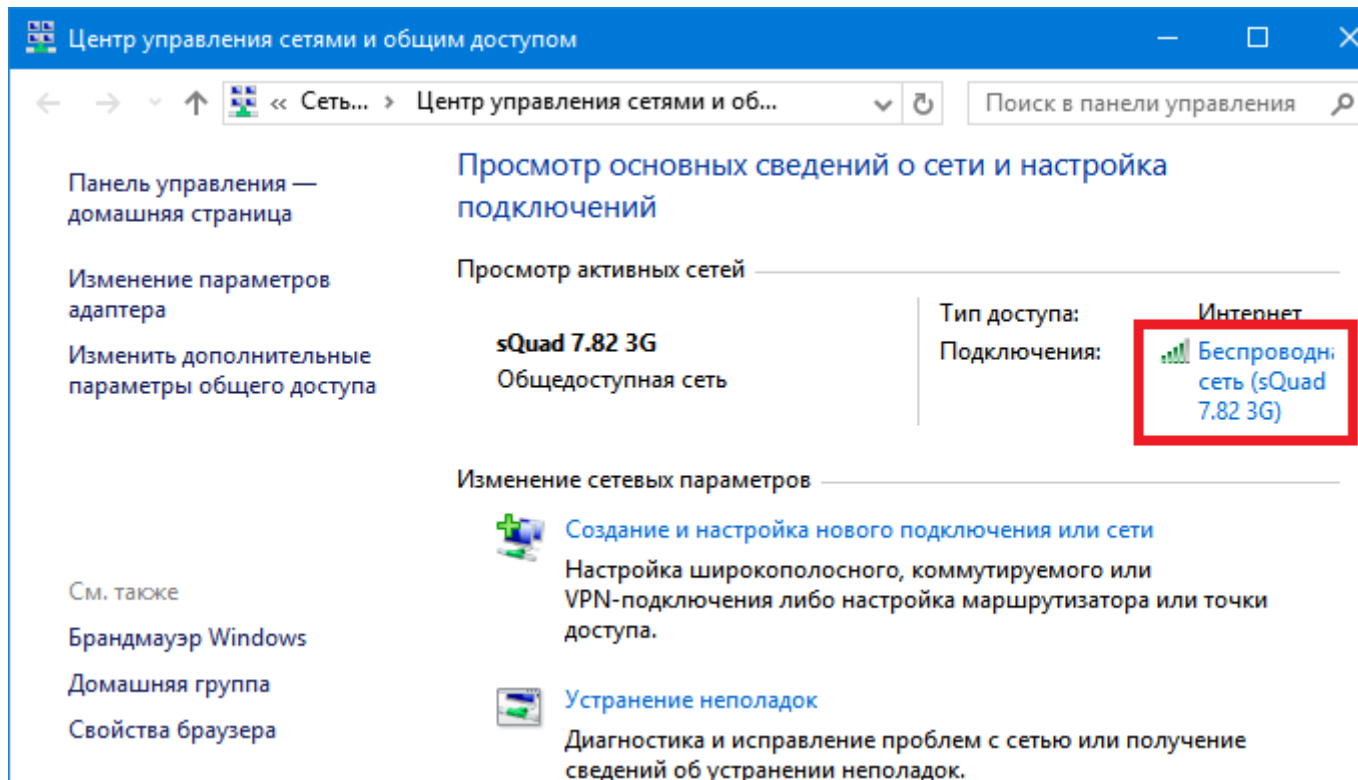 Центр управления сетями и общим доступом
« Сеть... › Центр управления сетями и об...
Поиск в панели управления
Панель управления —
домашняя страница
Изменение параметров
адаптера
Изменить дополнительные
параметры общего доступа
См. также
Брандмауэр Windows
Домашняя группа
Свойства браузера
Просмотр основных сведений о сети и настройка
подключений
Просмотр активных сетей
sQuad 7.82 3G
Общедоступная сеть
Тип доступа: Интернет
Подключения:
сеть (sQuad
7.82 3G)
Изменение сетевых параметров
Создание и настройка нового подключения или сети
Настройка широкополосного, коммутируемого или
VPN-подключения либо настройка маршрутизатора или точки
доступа.
Устранение неполадок
Диагностика и исправление проблем с сетью или получение
сведений об устранении неполадок.